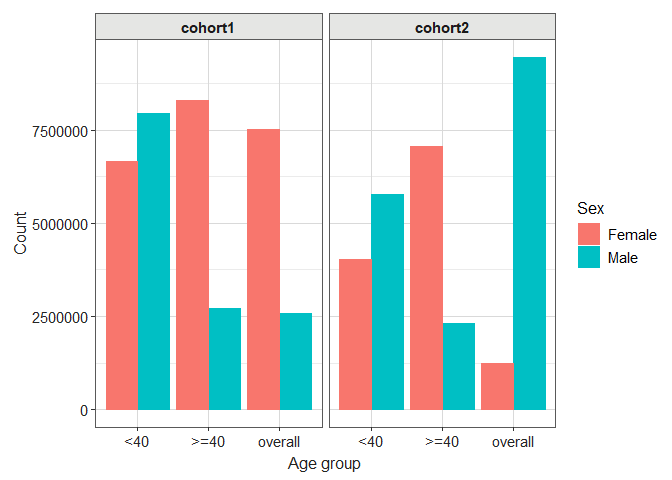 cohort1 cohort2
7500000
5000000
2500000
0
Count
<40 >=40 overall <40 >=40 overall
Age group
Sex
Female
Male